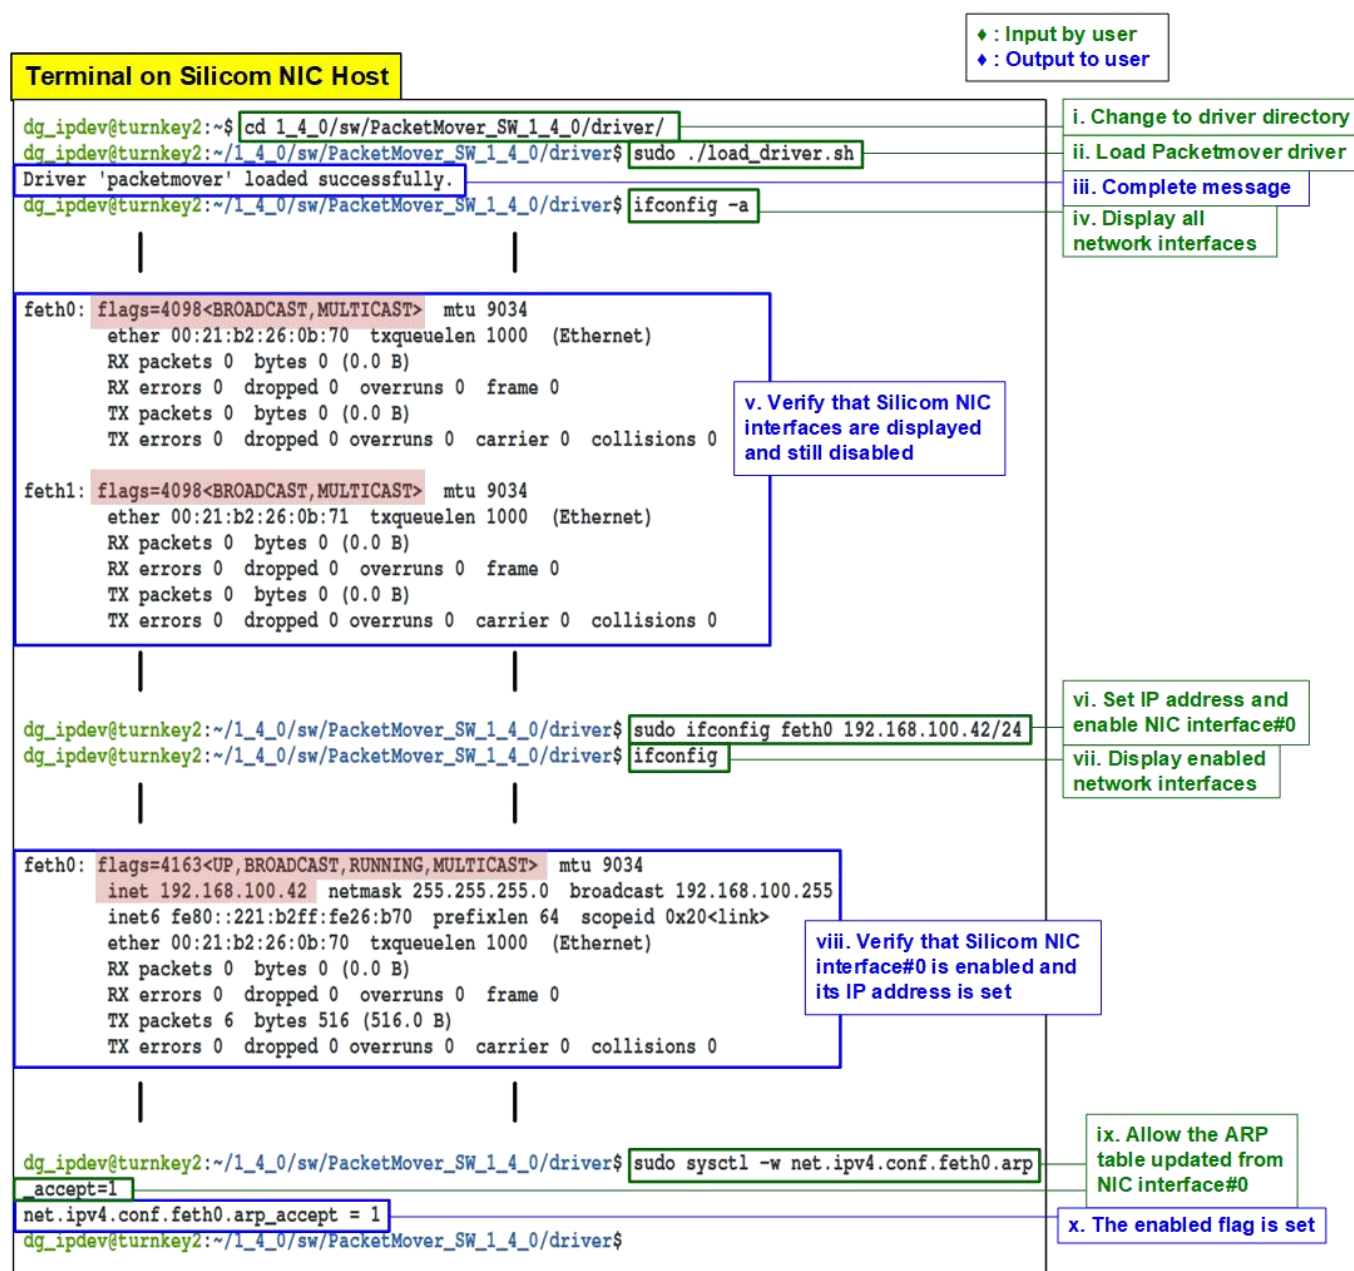 ♦ : Input by user
♦ : Output to user
Terminal on Silicom NIC Host
dg_ipdev@turnkey2:~$ cd 1_4_0/sw/PacketMover_SW_1_4_0/driver/
i. Change to driver directory
dg_ipdev@turnkey2:~/1_4_0/sw/PacketMover_SW_1_4_0/driver$ sudo ./load_driver.sh
ii. Load Packetmover driver
Driver 'packetmover' loaded successfully.
iii. Complete message
dg_ipdev@turnkey2:~/1_4_0/sw/PacketMover_SW_1_4_0/driver$ ifconfig -a
iv. Display all
network interfaces
feth0: flags=4098<BROADCAST,MULTICAST> mtu 9034
ether 00:21:b2:26:0b:70 txqueuelen 1000 (Ethernet)
RX packets 0 bytes 0 (0.0 B)
RX errors 0 dropped 0 overruns 0 frame 0
TX packets 0 bytes 0 (0.0 B)
TX errors 0 dropped 0 overruns 0 carrier 0 collisions 0
v. Verify that Silicom NIC
interfaces are displayed
and still disabled
feth1: flags=4098<BROADCAST,MULTICAST> mtu 9034
ether 00:21:b2:26:0b:71 txqueuelen 1000 (Ethernet)
RX packets 0 bytes 0 (0.0 B)
RX errors 0 dropped 0 overruns 0 frame 0
TX packets 0 bytes 0 (0.0 B)
TX errors 0 dropped 0 overruns 0 carrier 0 collisions 0
dg_ipdev@turnkey2:~/1_4_0/sw/PacketMover_SW_1_4_0/driver$ sudo ifconfig feth0 192.168.100.42/24
vi. Set IP address and
enable NIC interface#0
dg_ipdev@turnkey2:~/1_4_0/sw/PacketMover_SW_1_4_0/driver$ ifconfig
vii. Display enabled
network interfaces
feth0: flags=4163<UP,BROADCAST,RUNNING,MULTICAST> mtu 9034
inet 192.168.100.42 netmask 255.255.255.0 broadcast 192.168.100.255
inet6 fe80::221:b2ff:fe26:b70 prefixlen 64 scopeid 0x20<link>
ether 00:21:b2:26:0b:70 txqueuelen 1000 (Ethernet)
RX packets 0 bytes 0 (0.0 B)
RX errors 0 dropped 0 overruns 0 frame 0
TX packets 6 bytes 516 (516.0 B)
TX errors 0 dropped 0 overruns 0 carrier 0 collisions 0
viii. Verify that Silicom NIC
interface#0 is enabled and
its IP address is set
dg_ipdev@turnkey2:~/1_4_0/sw/PacketMover_SW_1_4_0/driver$ sudo sysctl -w net.ipv4.conf.feth0.arp
_accept=1
ix. Allow the ARP
table updated from
NIC interface#0
net.ipv4.conf.feth0.arp_accept = 1
x. The enabled flag is set
dg_ipdev@turnkey2:~/1_4_0/sw/PacketMover_SW_1_4_0/driver$